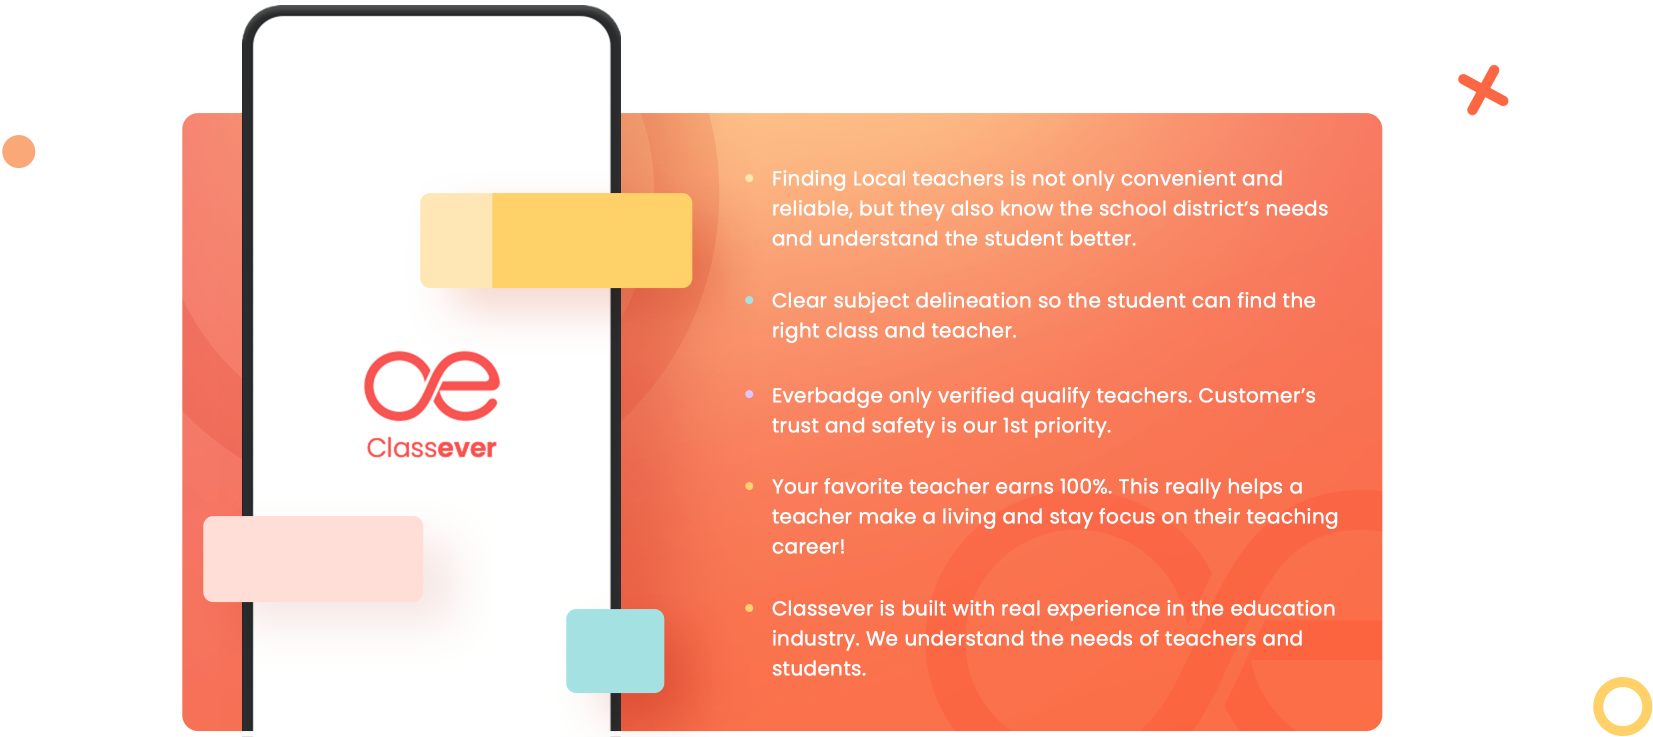 Classever
Finding Local teachers is not only convenient and
reliable, but they also know the school district’s needs
and understand the student better.
Clear subject delineation so the student can find the
right class and teacher.
Everbadge only verified qualify teachers. Customer’s
trust and safety is our 1st priority.
Your favorite teacher earns 100%. This really helps a
teacher make a living and stay focus on their teaching
career!
Classever is built with real experience in the education
industry. We understand the needs of teachers and
students.